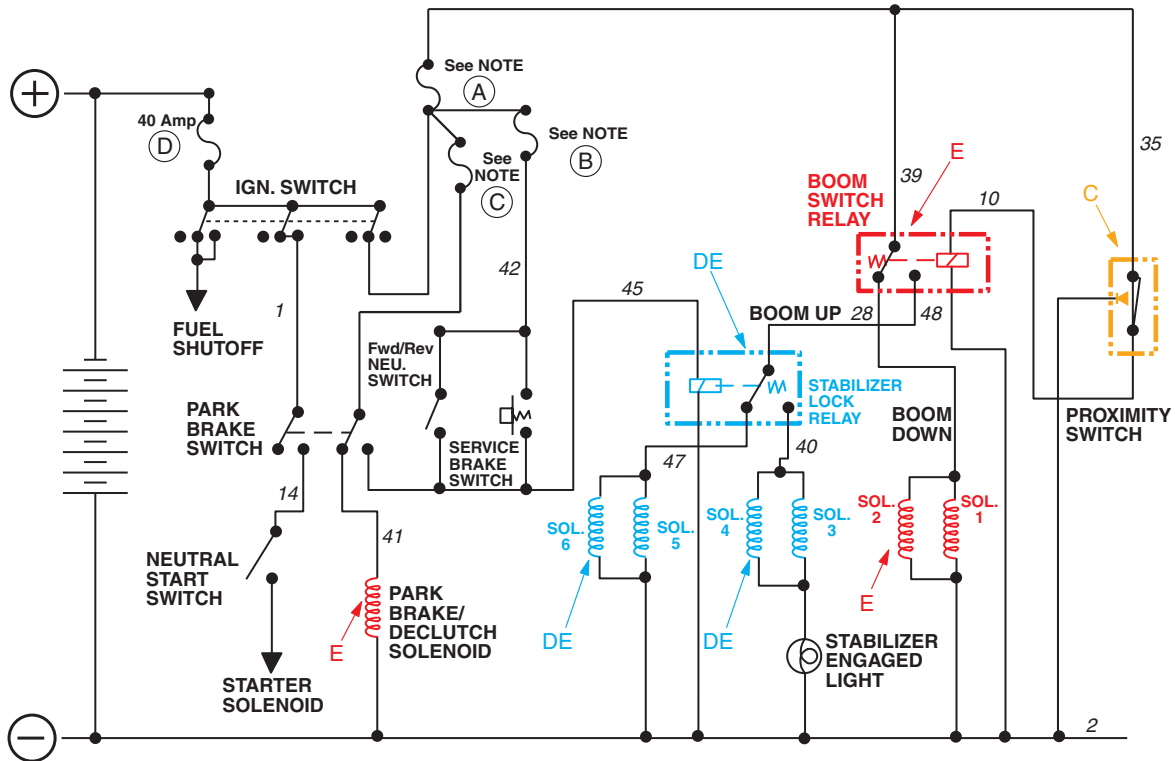 See NOTE
A
+
40 Amp
D
See NOTE
B
See
NOTE
C
35
E
IGN. SWITCH
BOOM
SWITCH
RELAY
39
10
C
DE
42
45
1
FUEL
SHUTOFF
BOOM UP
28
48
Fwd/Rev
NEU.
SWITCH
STABILIZER
LOCK
RELAY
PARK
BRAKE
SWITCH
BOOM
DOWN
PROXIMITY
SWITCH
SERVICE
BRAKE
SWITCH
47
40
14
41
SOL.
6
SOL.
5
SOL.
4
SOL.
3
SOL.
2
SOL.
1
NEUTRAL
START
SWITCH
E
PARK
BRAKE/
DECLUTCH
SOLENOID
DE
DE
E
STABILIZER
ENGAGED
LIGHT
STARTER
SOLENOID
−
2